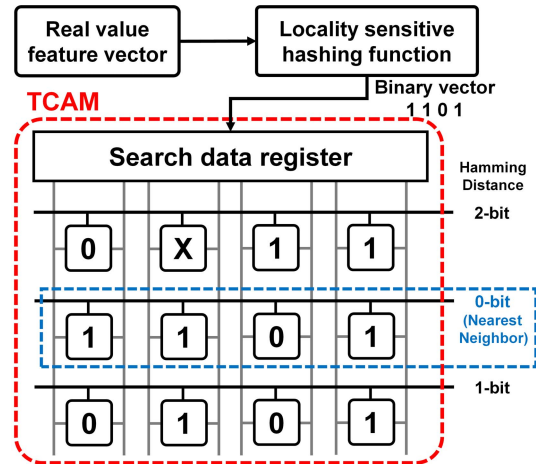 Real value
feature vector
Locality sensitive
hashing function
Binary vector
1 1 0 1
TCAM
Search data register
Hamming
Distance
2-bit
0 X 1 1
0-bit
(Nearest
Neighbor)
1 1 0 1
1-bit
0 1 0 1